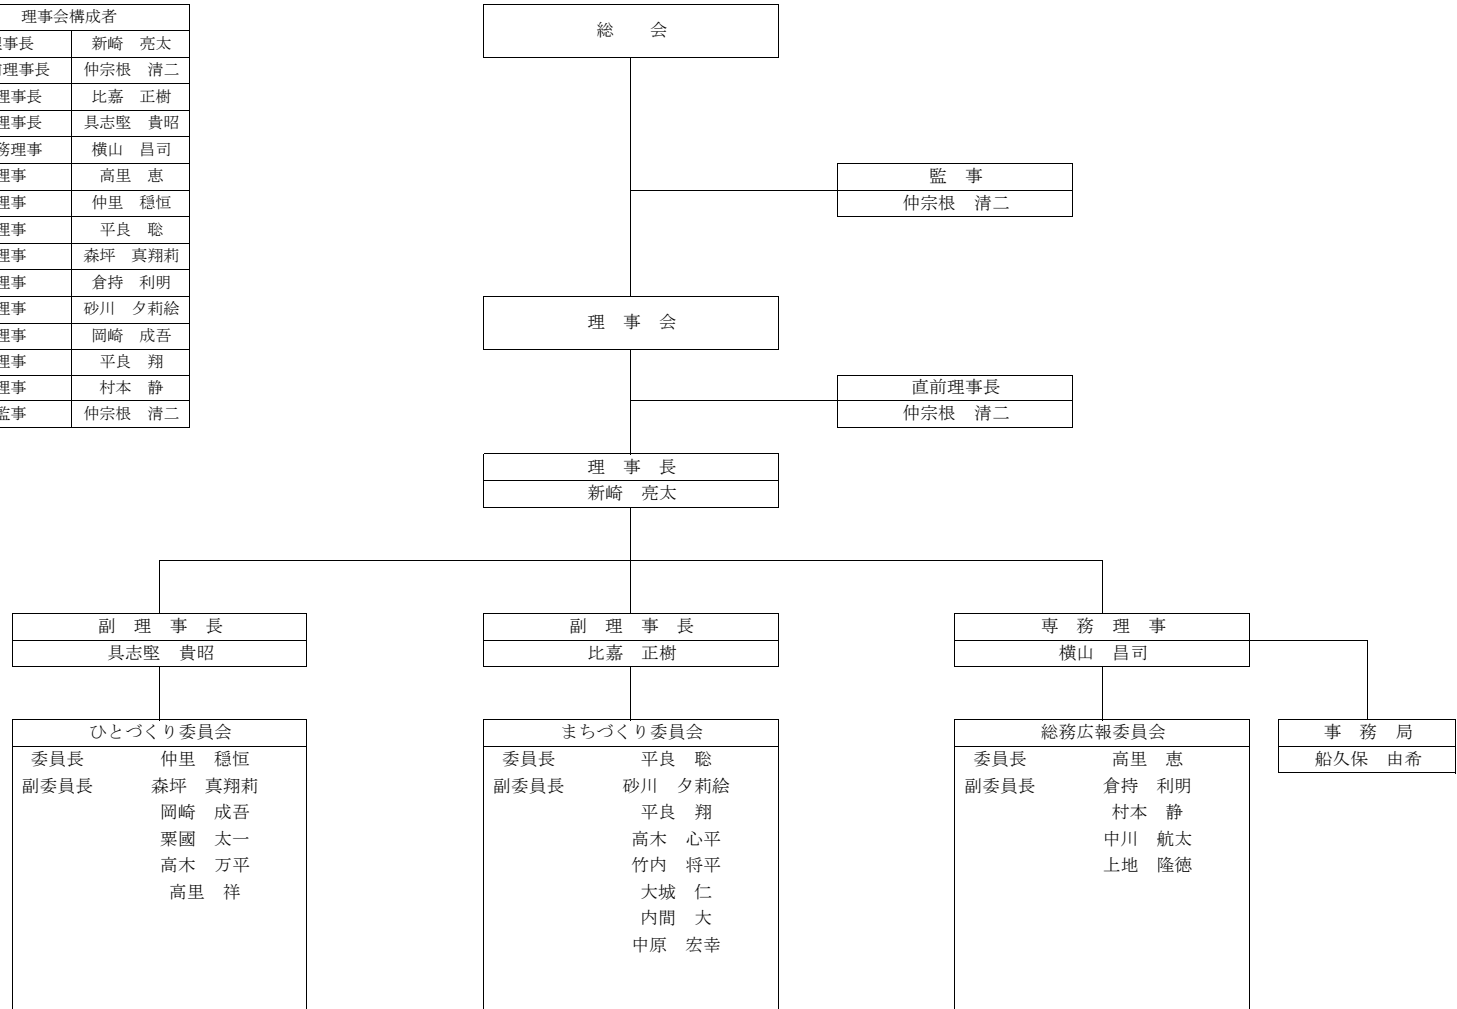 理事会構成者
事長 新崎 亮太
理事長 仲宗根 清二
理事長 比嘉 正樹
理事長 具志堅 貴昭
務理事 横山 昌司
理事 高里 恵
理事 仲里 穏恒
理事 平良 聡
理事 森坪 真翔莉
理事 倉持 利明
理事 砂川 夕莉絵
理事 岡崎 成吾
理事 平良 翔
理事 村本 静
監事 仲宗根 清二
総 会
監 事
仲宗根 清二
理 事 会
直前理事長
仲宗根 清二
理 事 長
新崎 亮太
副 理 事 長
具志堅 貴昭
副 理 事 長
比嘉 正樹
専 務 理 事
横山 昌司
ひとづくり委員会
委員長 仲里 穏恒
副委員長 森坪 真翔莉
岡崎 成吾
粟國 太一
高木 万平
高里 祥
まちづくり委員会
委員長 平良 聡
副委員長 砂川 夕莉絵
平良 翔
高木 心平
竹内 将平
大城 仁
内間 大
中原 宏幸
総務広報委員会
委員長 高里 恵
副委員長 倉持 利明
村本 静
中川 航太
上地 隆徳
事 務 局
船久保 由希